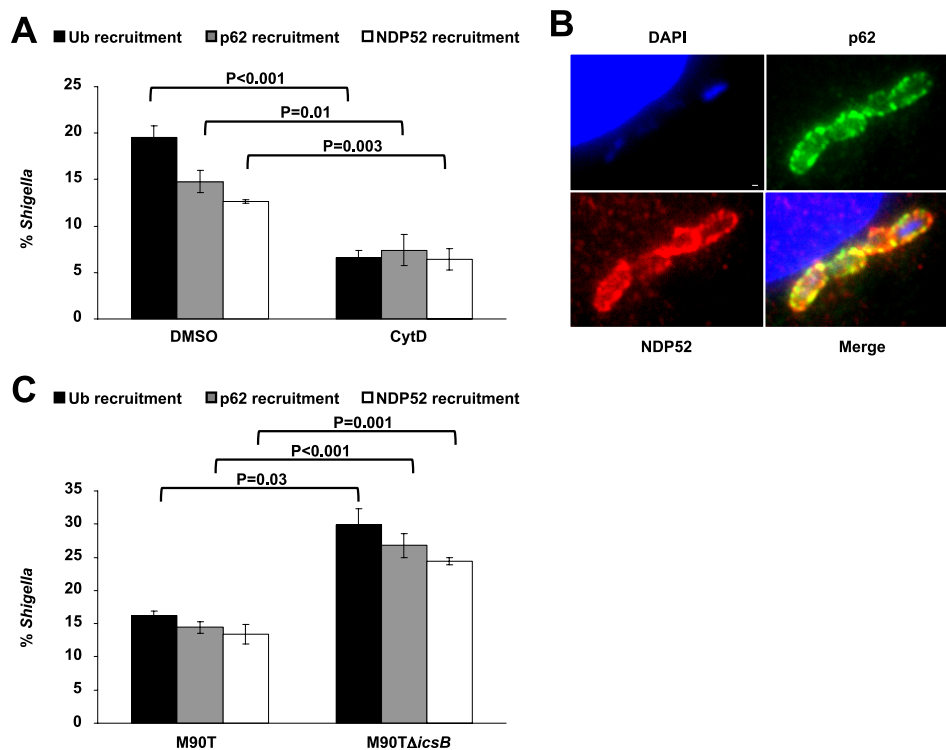 A
Ub recruitment p62 recruitment NDP52 recruitment
P<0.001
P=0.01
P=0.003
25
20
15
10
5
0
% Shigella
DMSO CytD
B
DAPI p62
NDP52 Merge
C
Ub recruitment p62 recruitment NDP52 recruitment
P=0.001
P<0.001
P=0.03
35
30
25
20
15
10
5
0
% Shigella
M90T M90TΔicsB